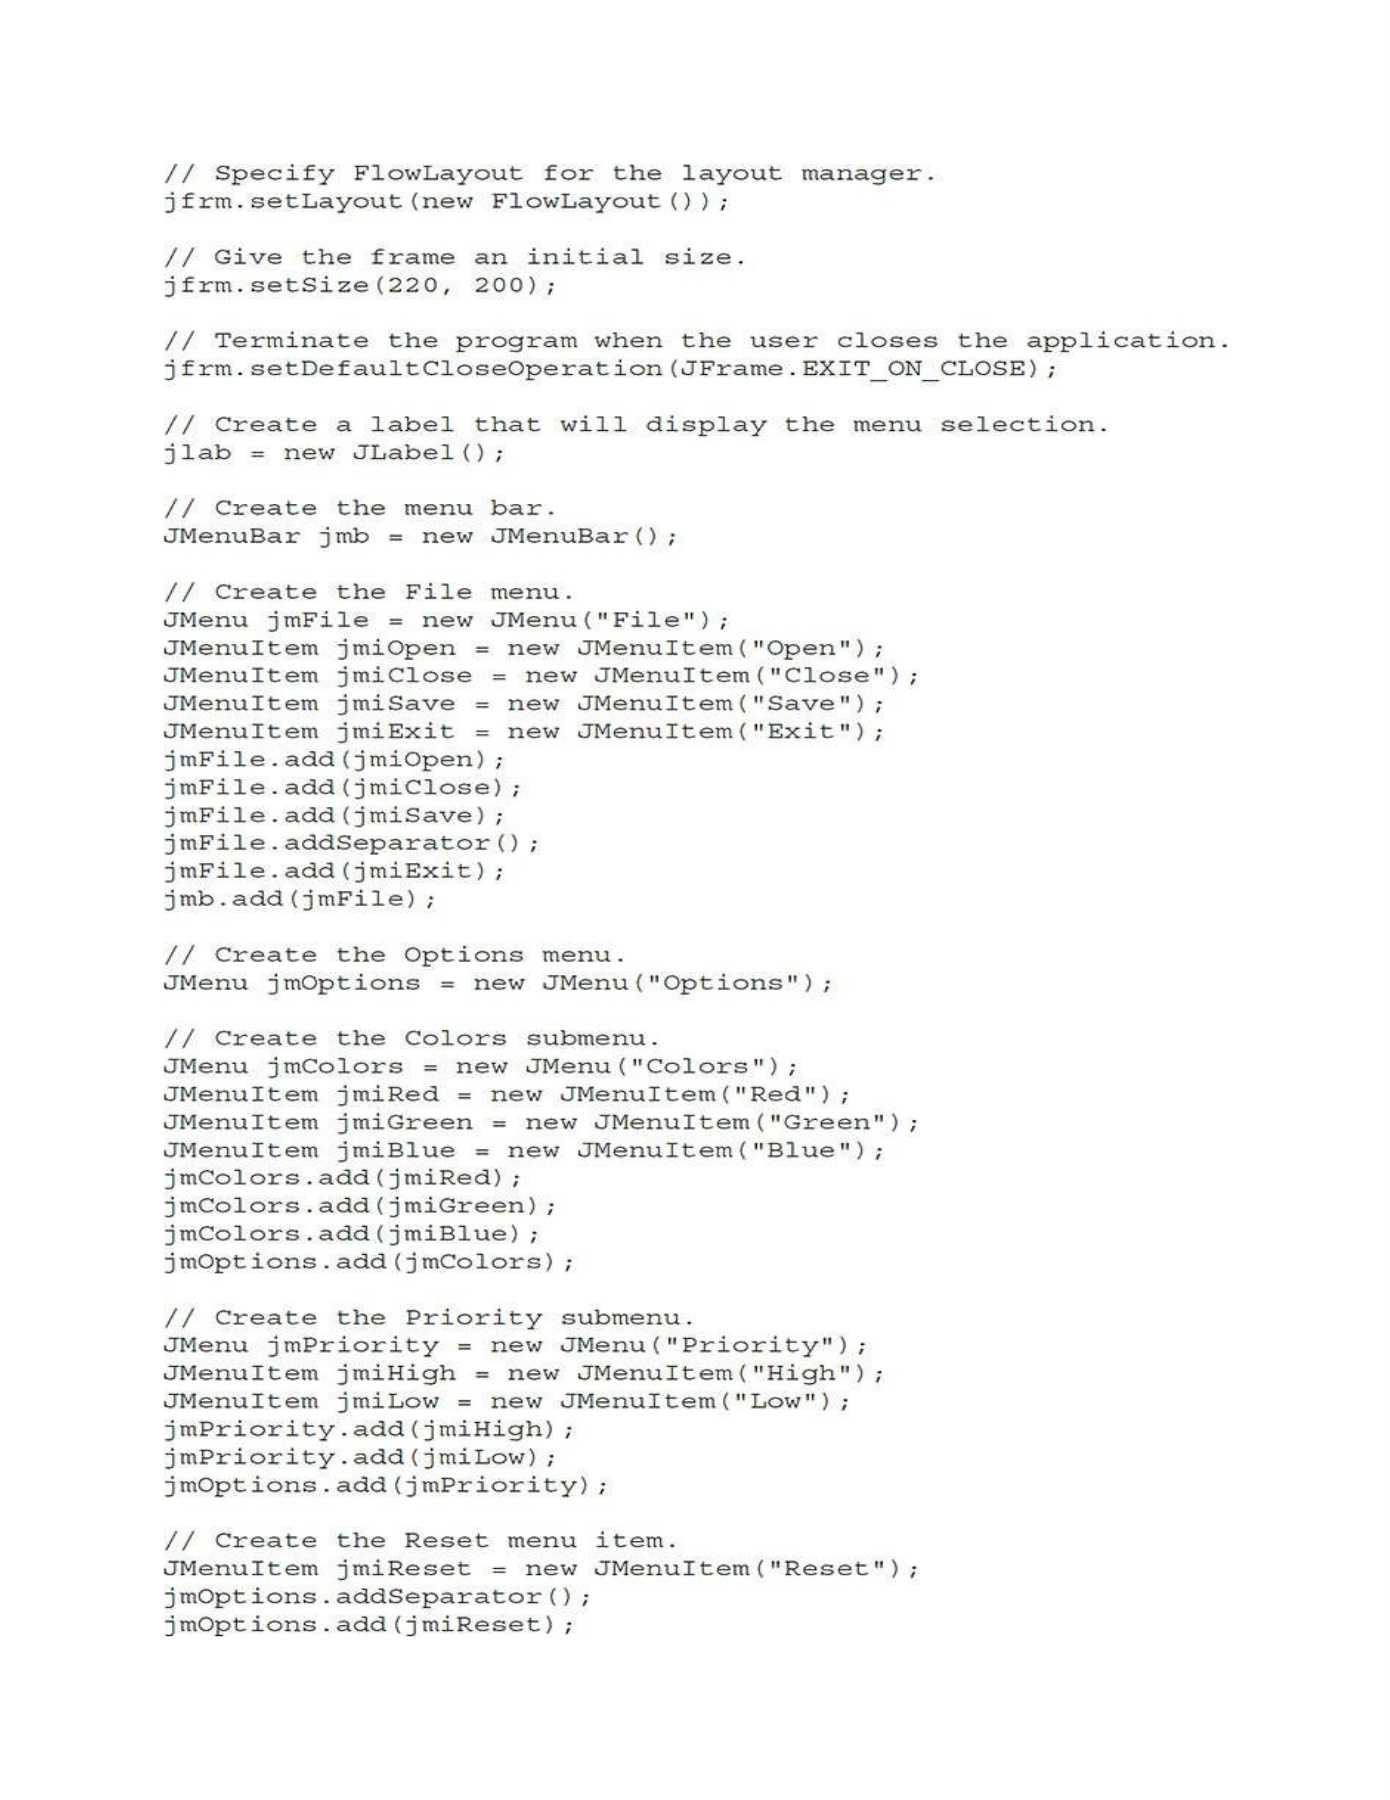 // Specify FlowLayout for the layout manager.
jfrm.setLayout(new FlowLayout());
// Give the frame an initial size.
jfrm.setSize(220, 200);
// Terminate the program when the user closes the application.
jfrm.setDefaultCloseOperation(JFrame.EXIT_ON_CLOSE);
// Create a label that will display the menu selection.
jlab = new JLabel();
// Create the menu bar.
JMenuBar jmb = new JMenuBar();
// Create the File menu.
JMenu jmFile = new JMenu("File");
JMenuItem jmiOpen = new JMenuItem("Open");
JMenuItem jmiClose = new JMenuItem("Close");
JMenuItem jmiSave = new JMenuItem("Save");
JMenuItem jmiExit = new JMenuItem("Exit");
jmFile.add(jmiOpen);
jmFile.add(jmiClose);
jmFile.add(jmiSave);
jmFile.addSeparator();
jmFile.add(jmiExit);
jmb.add(jmFile);
// Create the Options menu.
JMenu jmOptions = new JMenu("Options");
// Create the Colors submenu.
JMenu jmColors = new JMenu("Colors");
JMenuItem jmiRed = new JMenuItem("Red");
JMenuItem jmiGreen = new JMenuItem("Green");
JMenuItem jmiBlue = new JMenuItem("Blue");
jmColors.add(jmiRed);
jmColors.add(jmiGreen);
jmColors.add(jmiBlue);
jmOptions.add(jmColors);
// Create the Priority submenu.
JMenu jmPriority = new JMenu("Priority");
JMenuItem jmiHigh = new JMenuItem("High");
JMenuItem jmiLow = new JMenuItem("Low");
jmPriority.add(jmiHigh);
jmPriority.add(jmiLow);
jmOptions.add(jmPriority);
// Create the Reset menu item.
JMenuItem jmiReset = new JMenuItem("Reset");
jmOptions.addSeparator();
jmOptions.add(jmiReset);